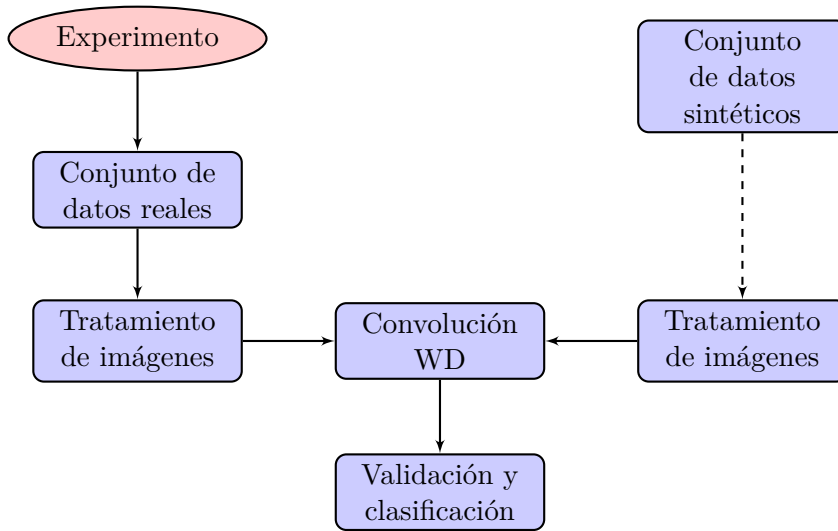 Experimento
Conjunto
de datos
sintéticos
Conjunto de
datos reales
Tratamiento
de imágenes
Convolución
WD
Tratamiento
de imágenes
Validación y
clasificación